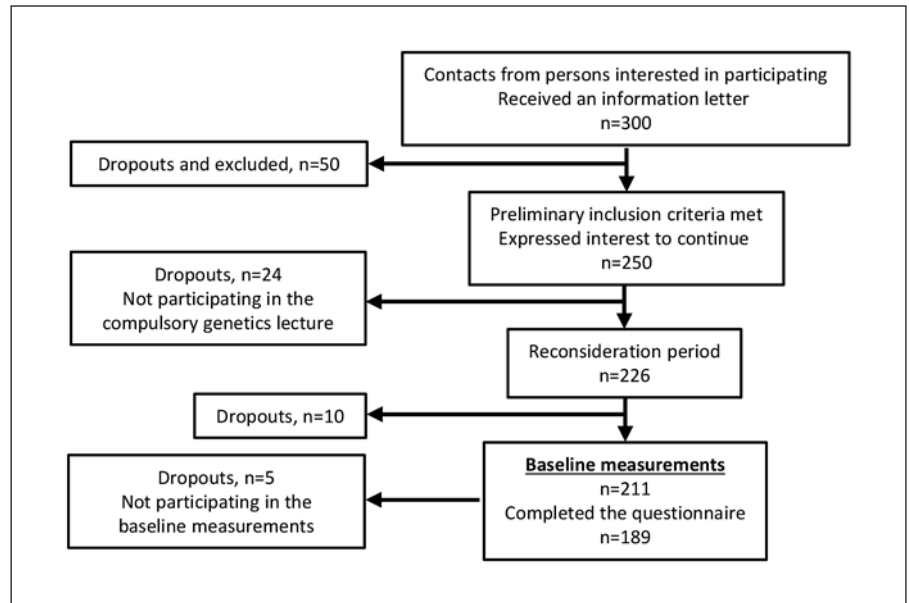 Contacts from persons interested in participating
Received an information letter
n=300
Dropouts and excluded, n=50
Preliminary inclusion criteria met
Expressed interest to continue
n=250
Dropouts, n=24
Not participating in the
compulsory genetics lecture
Reconsideration period
n=226
Dropouts, n=10
Baseline measurements
n=211
Completed the questionnaire
n=189
Dropouts, n=5
Not participating in the
baseline measurements